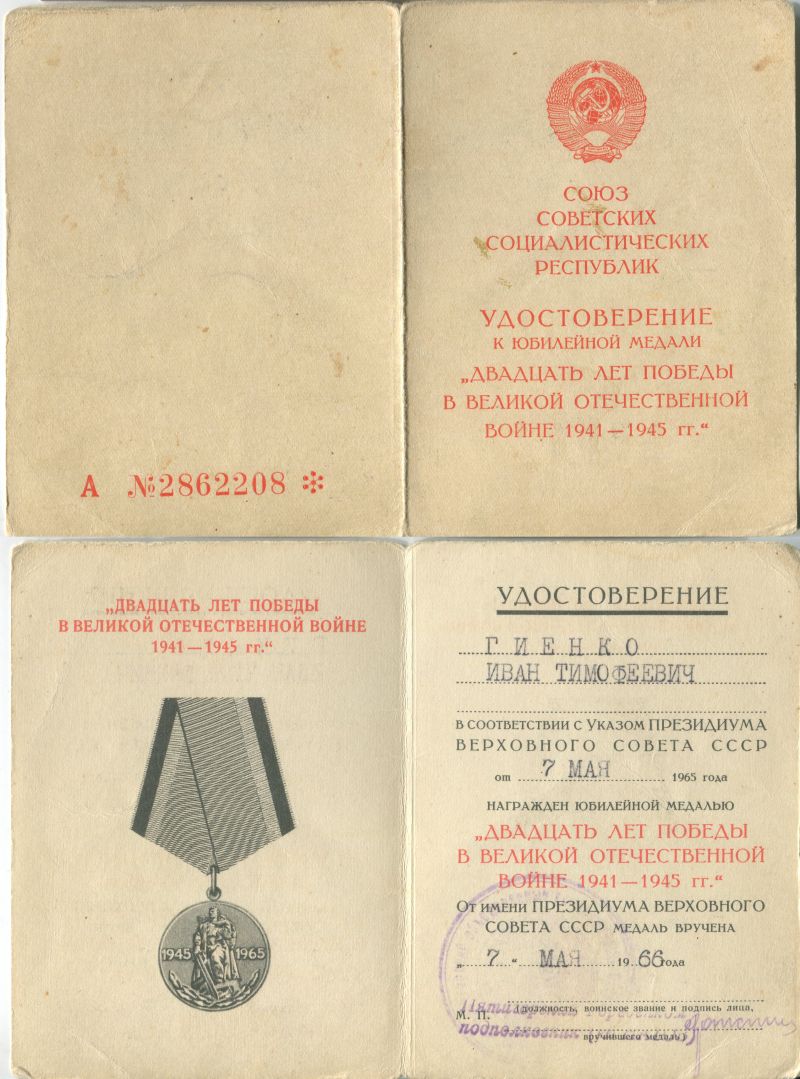 СОЮЗ
СОВЕТСКИХ
СОЦИАЛИСТИЧЕСКИХ
РЕСПУБЛИК
УДОСТОВЕРЕНИЕ
К ЮБИЛЕЙНОЙ МЕДАЛИ
„ДВАДЦАТЬ ЛЕТ ПОБЕДЫ
В ВЕЛИКОЙ ОТЕЧЕСТВЕННОЙ
ВОЙНЕ 1941—1945 гг.“
А №2862208 *
„ДВАДЦАТЬ ЛЕТ ПОБЕДЫ
В ВЕЛИКОЙ ОТЕЧЕСТВЕННОЙ ВОЙНЕ
1941—1945 гг.“
1945 1965
УДОСТОВЕРЕНИЕ
ГИЕНКО
ИВАН ТИМОФЕЕВИЧ
В СООТВЕТСТВИИ С УКАЗОМ ПРЕЗИДИУМА
ВЕРХОВНОГО СОВЕТА СССР
от 7 МАЯ 1965 года
НАГРАЖДЕН ЮБИЛЕЙНОЙ МЕДАЛЬЮ
„ДВАДЦАТЬ ЛЕТ ПОБЕДЫ
В ВЕЛИКОЙ ОТЕЧЕСТВЕННОЙ
ВОЙНЕ 1941—1945 гг.“
ОТ ИМЕНИ ПРЕЗИДИУМА ВЕРХОВНОГО
СОВЕТА СССР МЕДАЛЬ ВРУЧЕНА
„7“ МАЯ 1966 года
М. П. (должность, воинское звание и подпись лица,
вручившего медаль)